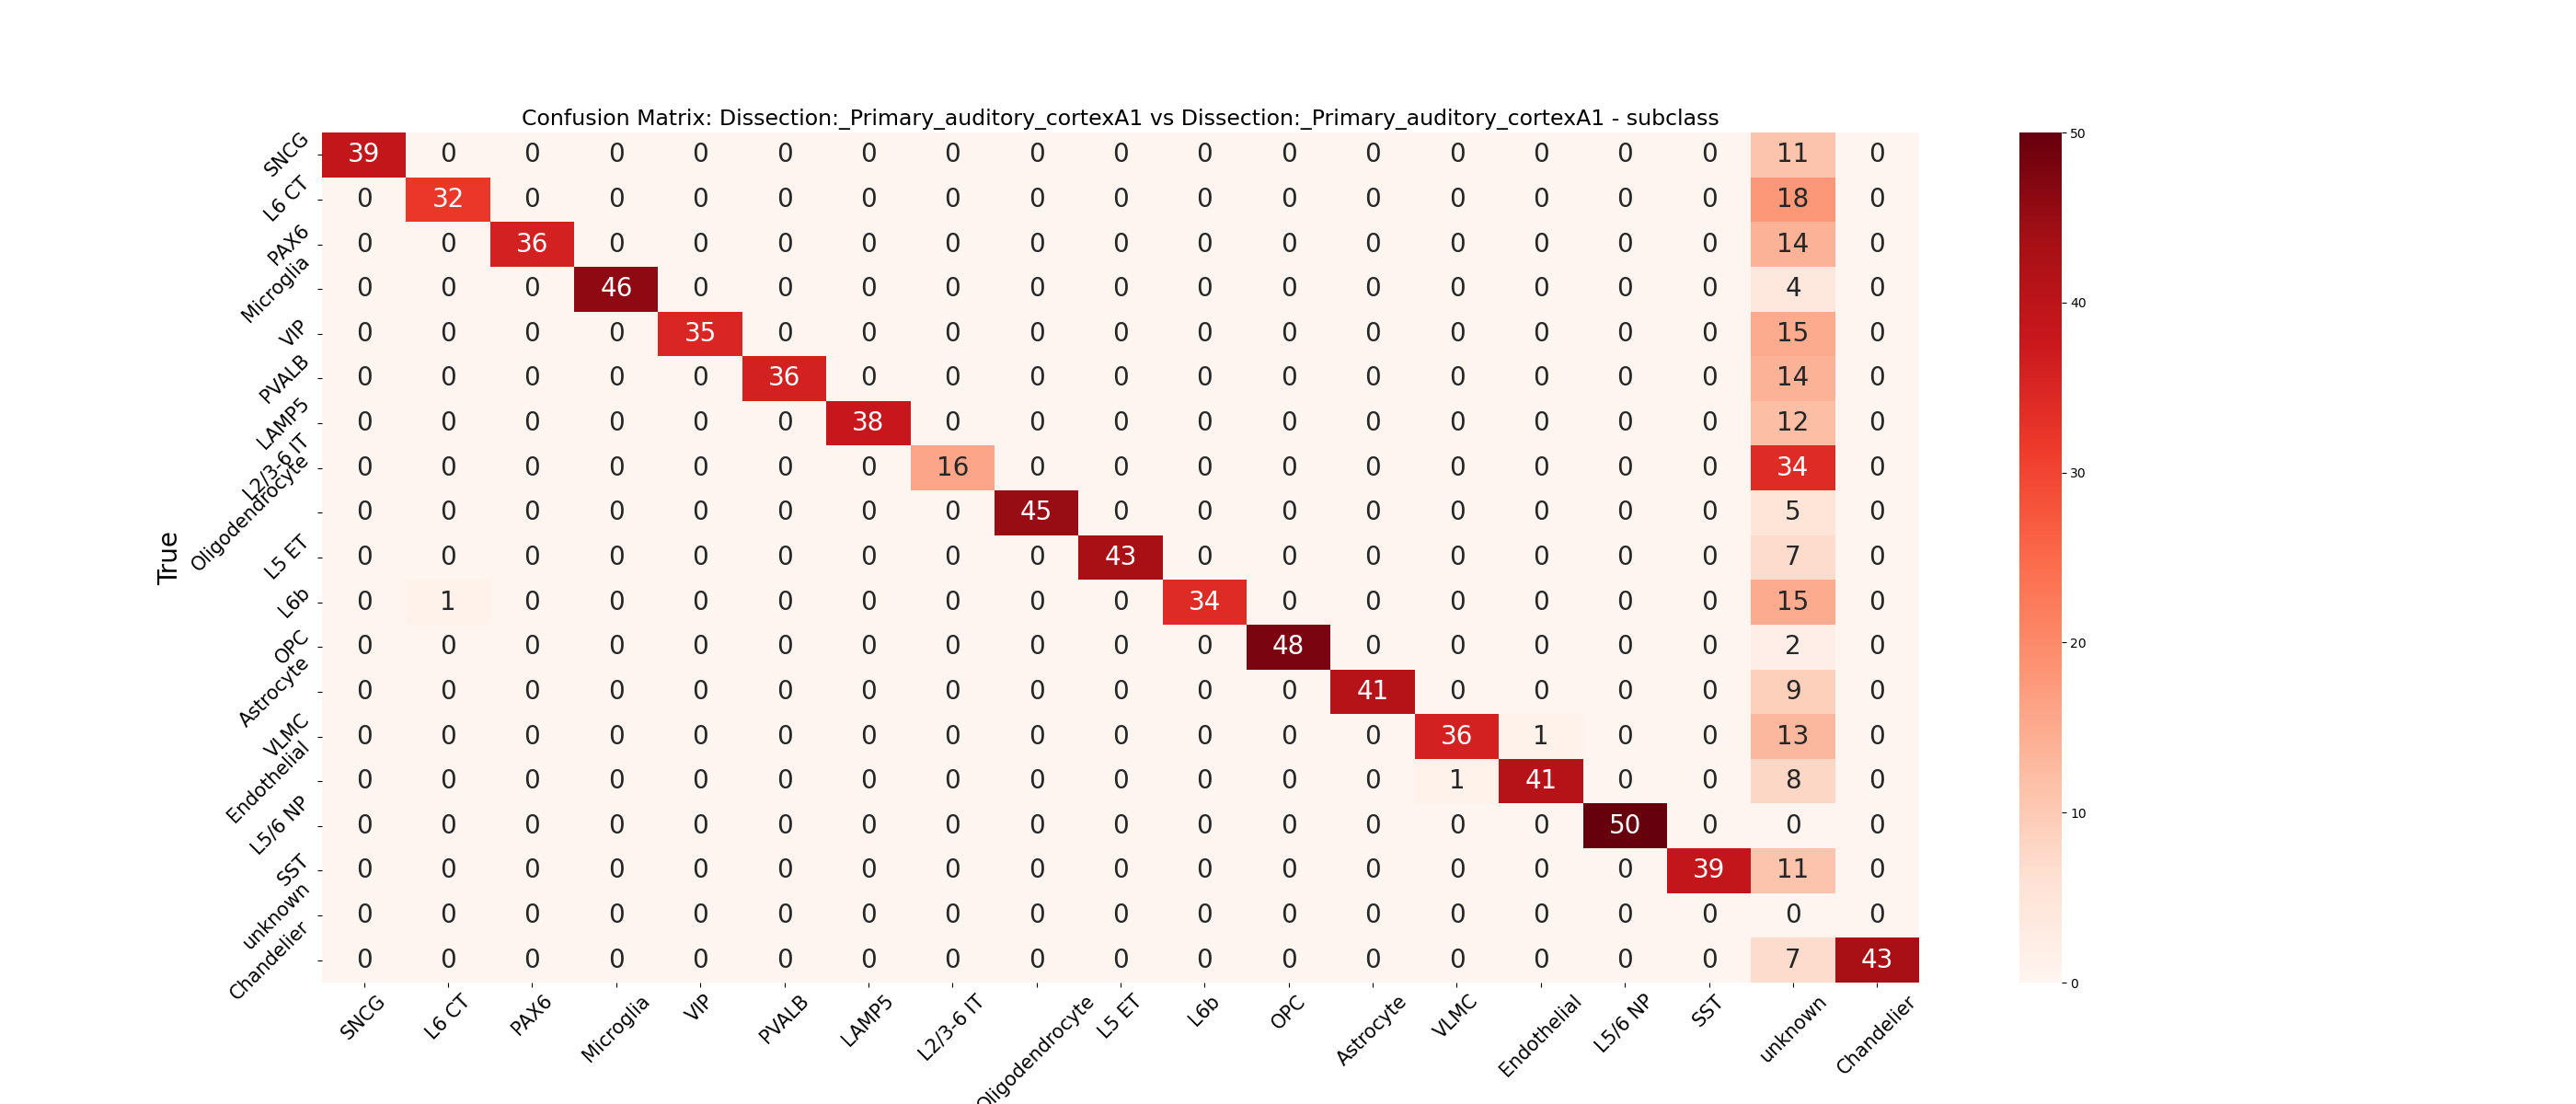 Confusion Matrix: Dissection:_Primary_auditory_cortexA1 vs Dissection:_Primary_auditory_cortexA1 - subclass
True
SNCG 39 0 0 0 0 0 0 0 0 0 0 0 0 0 0 0 0 11 0
L6 CT 0 32 0 0 0 0 0 0 0 0 0 0 0 0 0 0 0 18 0
PAX6 0 0 36 0 0 0 0 0 0 0 0 0 0 0 0 0 0 14 0
Microglia 0 0 0 46 0 0 0 0 0 0 0 0 0 0 0 0 0 4 0
VIP 0 0 0 0 35 0 0 0 0 0 0 0 0 0 0 0 0 15 0
PVALB 0 0 0 0 0 36 0 0 0 0 0 0 0 0 0 0 0 14 0
LAMP5 0 0 0 0 0 0 38 0 0 0 0 0 0 0 0 0 0 12 0
L2/3-6 IT 0 0 0 0 0 0 0 16 0 0 0 0 0 0 0 0 0 34 0
Oligodendrocyte 0 0 0 0 0 0 0 0 45 0 0 0 0 0 0 0 0 5 0
L5 ET 0 0 0 0 0 0 0 0 0 43 0 0 0 0 0 0 0 7 0
L6b 0 1 0 0 0 0 0 0 0 0 34 0 0 0 0 0 0 15 0
OPC 0 0 0 0 0 0 0 0 0 0 0 48 0 0 0 0 0 2 0
Astrocyte 0 0 0 0 0 0 0 0 0 0 0 0 41 0 0 0 0 9 0
VLMC 0 0 0 0 0 0 0 0 0 0 0 0 0 36 1 0 0 13 0
Endothelial 0 0 0 0 0 0 0 0 0 0 0 0 0 1 41 0 0 8 0
L5/6 NP 0 0 0 0 0 0 0 0 0 0 0 0 0 0 0 50 0 0 0
SST 0 0 0 0 0 0 0 0 0 0 0 0 0 0 0 0 39 11 0
unknown 0 0 0 0 0 0 0 0 0 0 0 0 0 0 0 0 0 0 0
Chandelier 0 0 0 0 0 0 0 0 0 0 0 0 0 0 0 0 0 7 43
SNCG L6 CT PAX6 Microglia VIP PVALB LAMP5 L2/3-6 IT Oligodendrocyte L5 ET L6b OPC Astrocyte VLMC Endothelial L5/6 NP SST unknown Chandelier
50
40
30
20
10
0